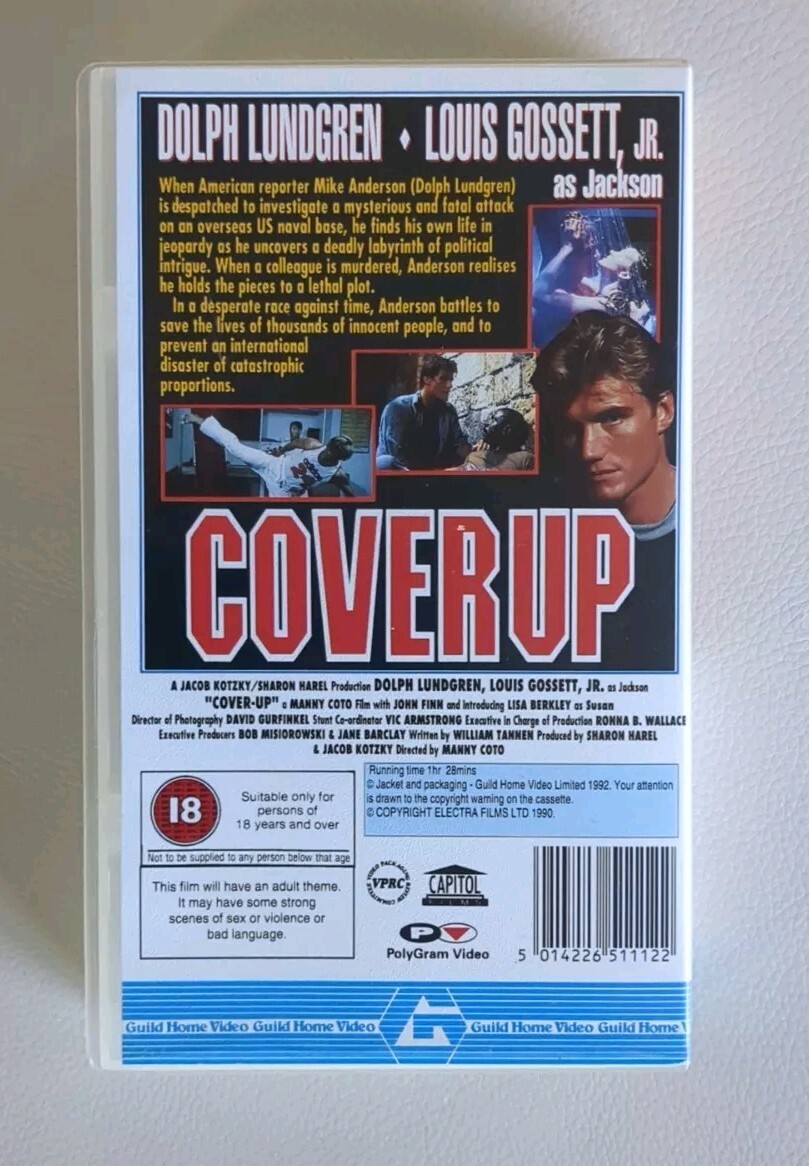 DOLPH LUNDGREN ♦ LOUIS GOSSETT, JR.
as Jackson
When American reporter Mike Anderson (Dolph Lundgren)
is despatched to investigate a mysterious and fatal attack
on an overseas US naval base, he finds his own life in
jeopardy as he uncovers a deadly labyrinth of political
intrigue. When a colleague is murdered, Anderson realises
he holds the pieces to a lethal plot.
In a desperate race against time, Anderson battles to
save the lives of thousands of innocent people, and to
prevent an international
disaster of catastrophic
proportions.
COVERUP
A JACOB KOTZKY/SHARON HAREL Production DOLPH LUNDGREN, LOUIS GOSSETT, JR. as Jackson
"COVER-UP" a MANNY COTO Film with JOHN FINN and introducing LISA BERKLEY as Susan
Director of Photography DAVID GURFINKEL Stunt Co-ordinator VIC ARMSTRONG Executive in Charge of Production RONNA B. WALLACE
Executive Producers BOB MISIOROWSKI & JANE BARCLAY Written by WILLIAM TANNEN Produced by SHARON HAREL
& JACOB KOTZKY Directed by MANNY COTO
18
Suitable only for
persons of
18 years and over
Not to be supplied to any person below that age
This film will have an adult theme.
It may have some strong
scenes of sex or violence or
bad language.
Running time 1hr 28mins
© Jacket and packaging - Guild Home Video Limited 1992. Your attention
is drawn to the copyright warning on the cassette.
© COPYRIGHT ELECTRA FILMS LTD 1990.
VIDEO PACKAGING REVIEW COMMITTEE
VPRC
CAPITOL
FILMS
PV
PolyGram Video
5 014226 511122
Guild Home Video Guild Home Video G Guild Home Video Guild Home V